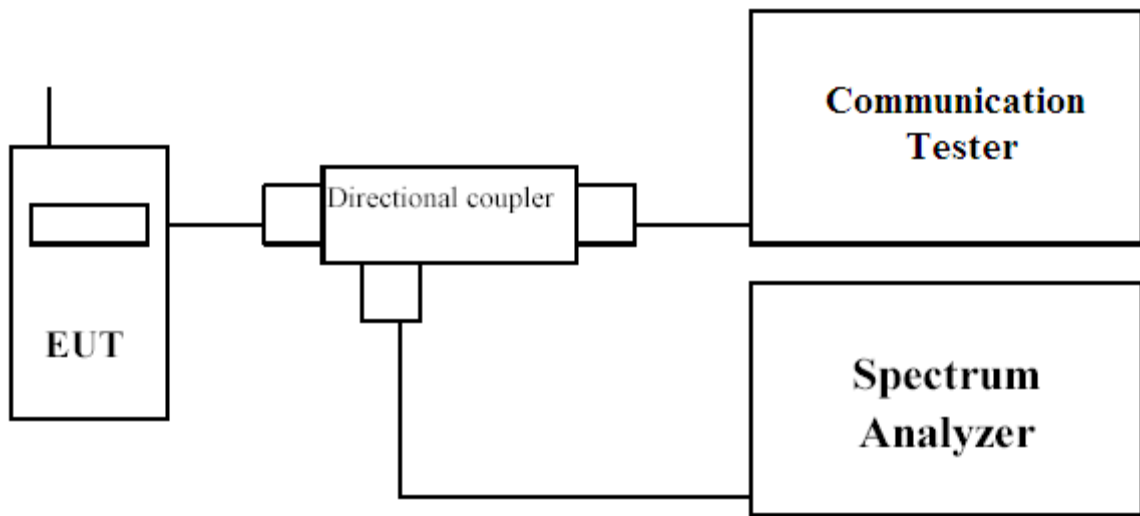 Communication
Tester
Directional coupler
EUT
Spectrum
Analyzer